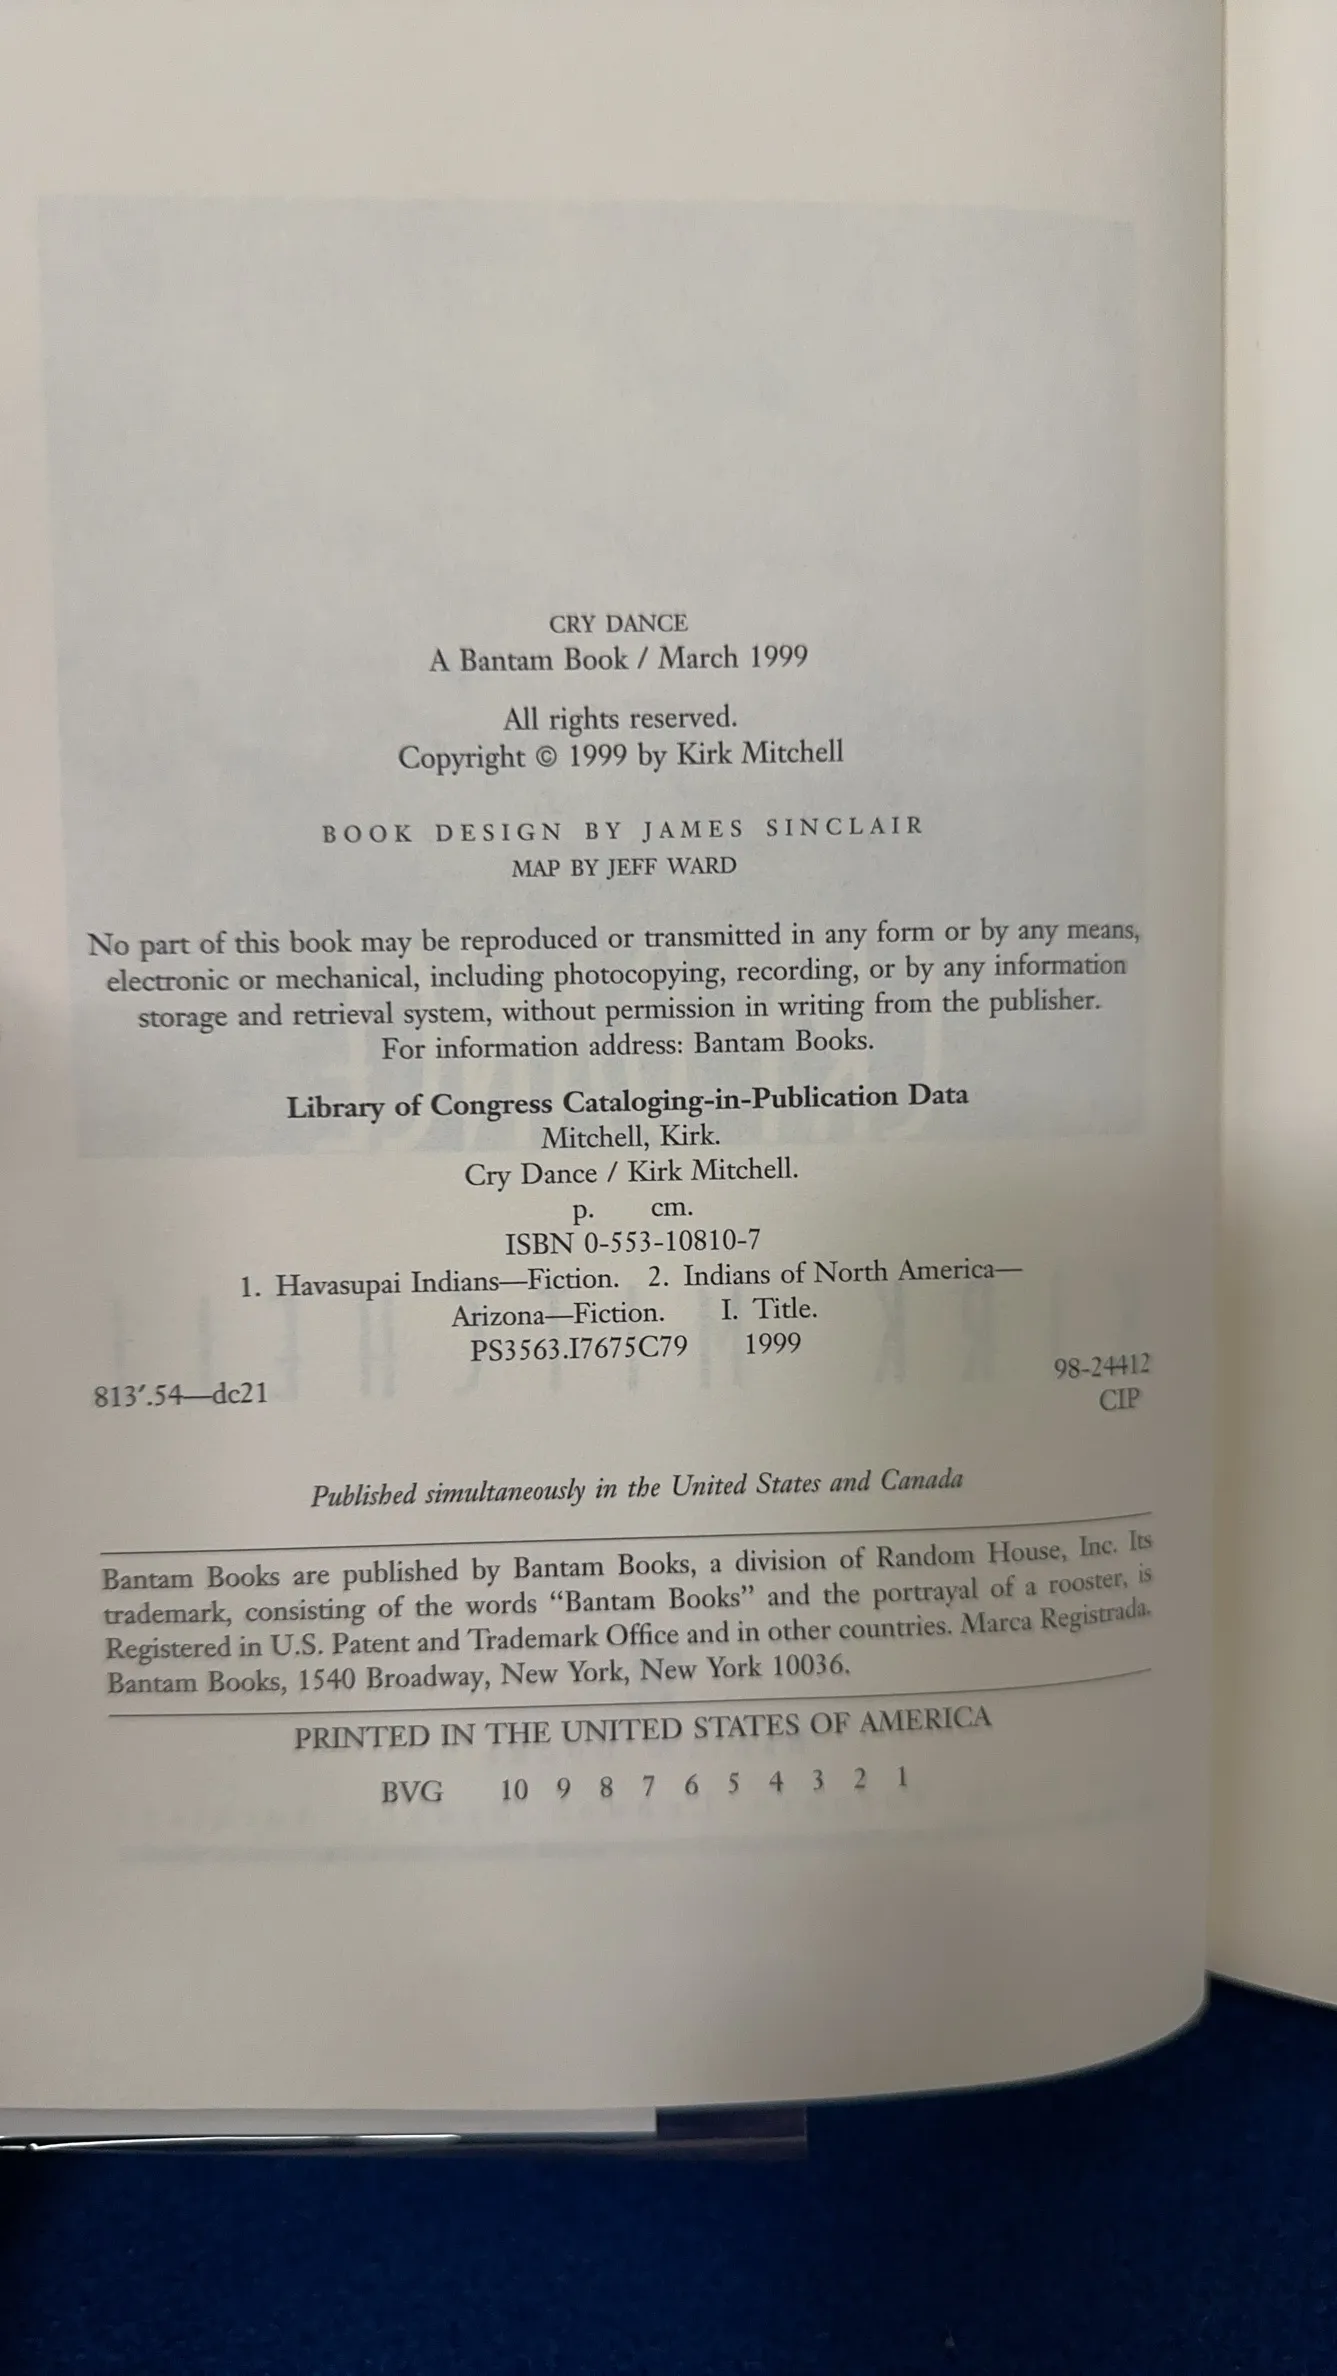 CRY DANCE
A Bantam Book / March 1999
All rights reserved.
Copyright © 1999 by Kirk Mitchell
BOOK DESIGN BY JAMES SINCLAIR
MAP BY JEFF WARD
No part of this book may be reproduced or transmitted in any form or by any means,
electronic or mechanical, including photocopying, recording, or by any information
storage and retrieval system, without permission in writing from the publisher.
For information address: Bantam Books.
Library of Congress Cataloging-in-Publication Data
Mitchell, Kirk.
Cry Dance / Kirk Mitchell.
p. cm.
ISBN 0-553-10810-7
1. Havasupai Indians—Fiction. 2. Indians of North America—
Arizona—Fiction. I. Title.
PS3563.I7675C79 1999
813′.54—dc21 98-24412
CIP
Published simultaneously in the United States and Canada
Bantam Books are published by Bantam Books, a division of Random House, Inc. Its
trademark, consisting of the words “Bantam Books” and the portrayal of a rooster, is
Registered in U.S. Patent and Trademark Office and in other countries. Marca Registrada.
Bantam Books, 1540 Broadway, New York, New York 10036.
PRINTED IN THE UNITED STATES OF AMERICA
BVG 10 9 8 7 6 5 4 3 2 1